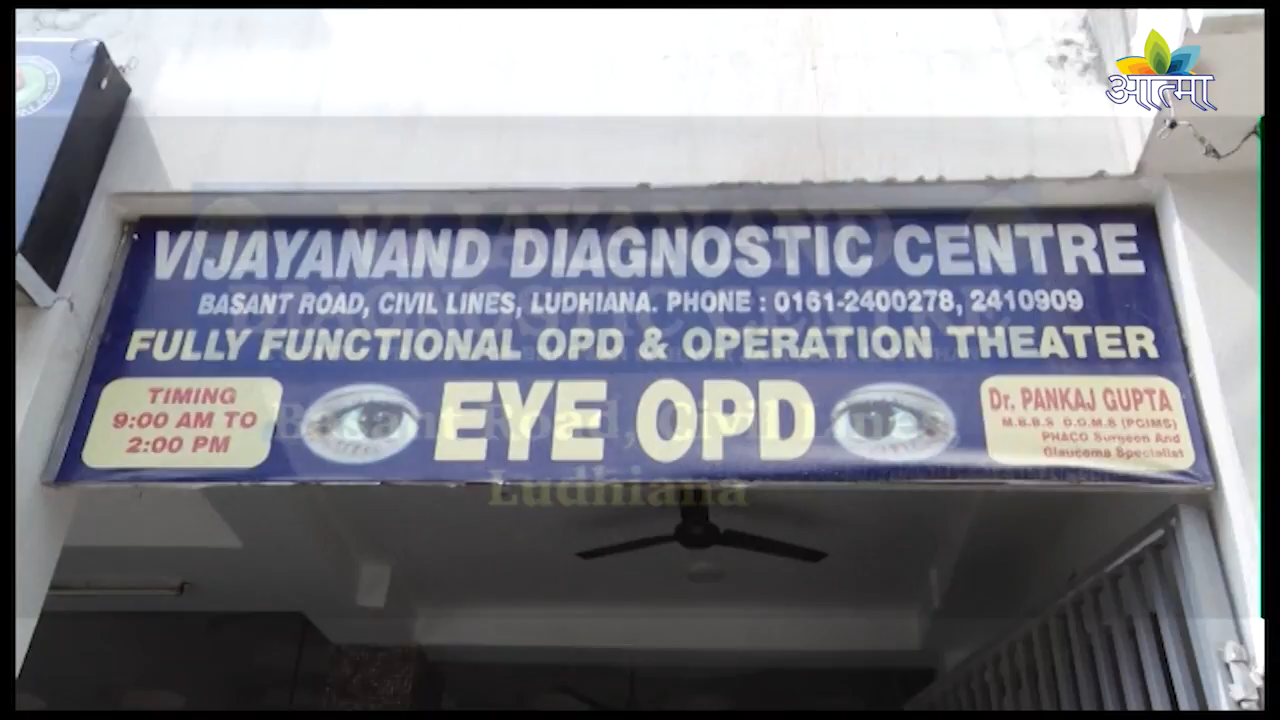 आत्मा
VIJAYANAND DIAGNOSTIC CENTRE
BASANT ROAD, CIVIL LINES, LUDHIANA. PHONE : 0161-2400278, 2410909
FULLY FUNCTIONAL OPD & OPERATION THEATER
TIMING
9:00 AM TO
2:00 PM
EYE OPD
Dr. PANKAJ GUPTA
M.B.B.S D.O.M.S (PGIMS)
PHACO Surgeon And
Glaucoma Specialist
Basant Road, Civil Lines
Ludhiana